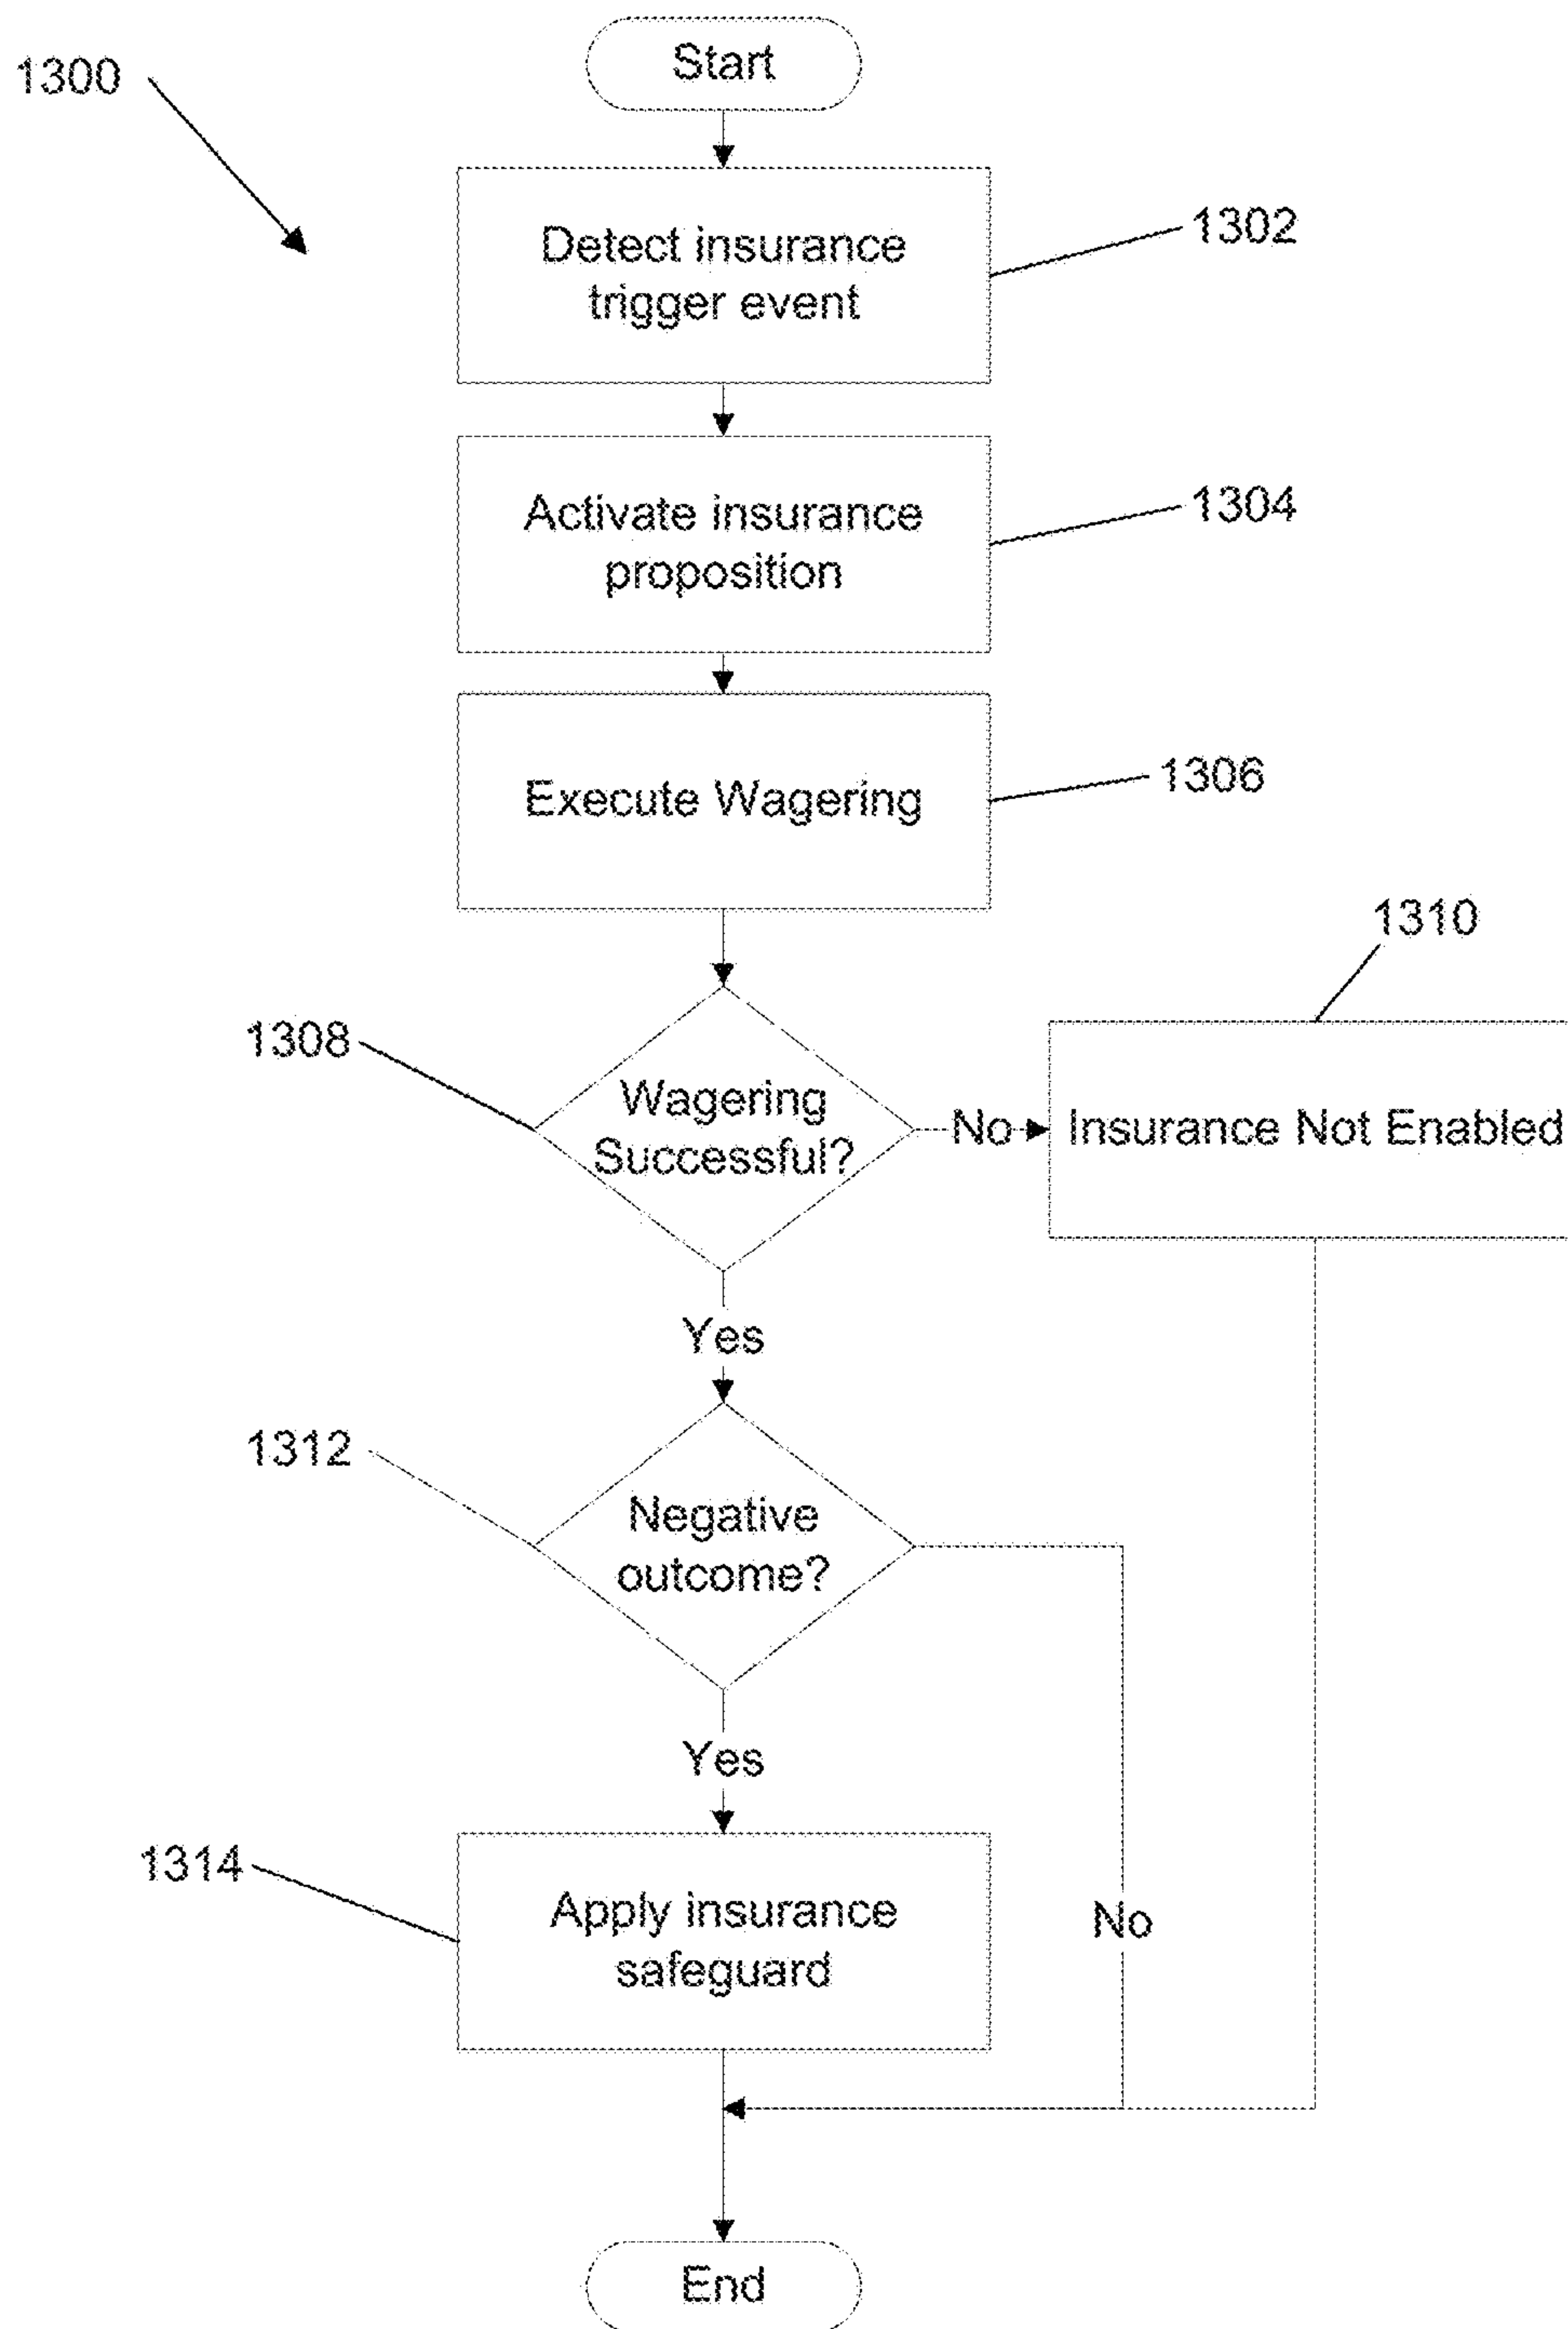 Start
1300
Detect insurance
trigger event
1302
Activate insurance
proposition
1304
Execute Wagering
1306
1310
1308
Wagering
Successful?
No
Insurance Not Enabled
Yes
1312
Negative
outcome?
Yes
1314
Apply insurance
safeguard
No
End